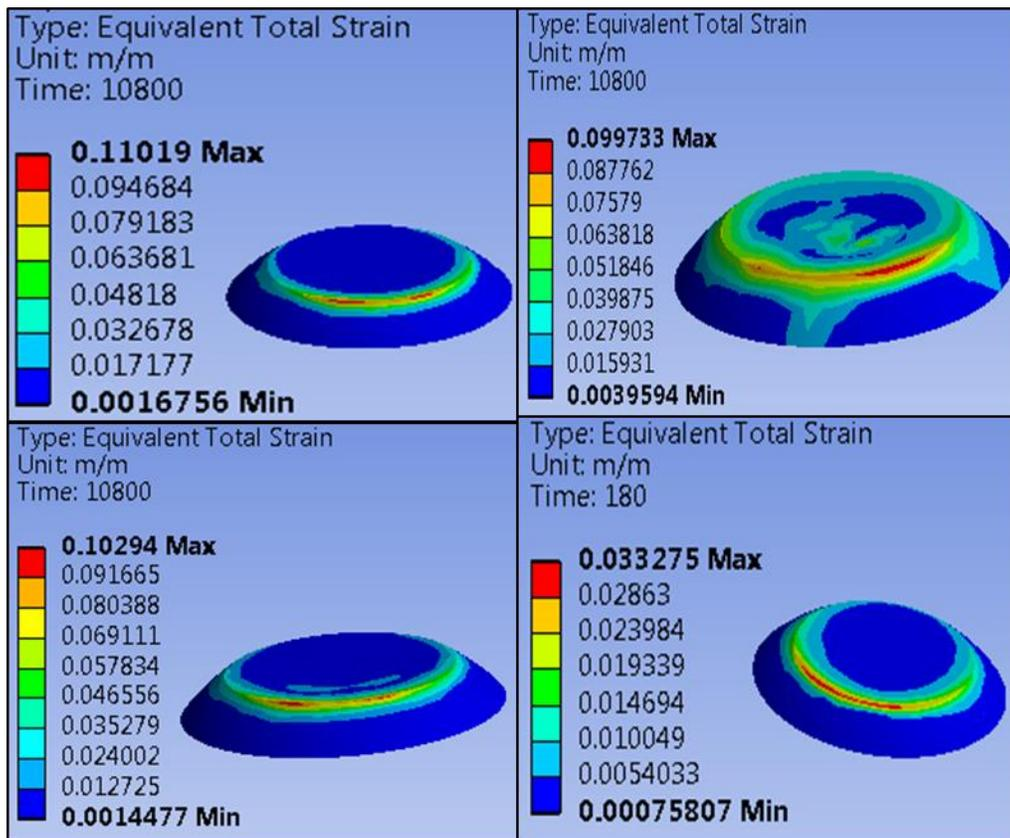 Type: Equivalent Total Strain
Unit: m/m
Time: 10800
0.11019 Max
0.094684
0.079183
0.063681
0.04818
0.032678
0.017177
0.0016756 Min
Type: Equivalent Total Strain
Unit: m/m
Time: 10800
0.099733 Max
0.087762
0.07579
0.063818
0.051846
0.039875
0.027903
0.015931
0.0039594 Min
Type: Equivalent Total Strain
Unit: m/m
Time: 10800
0.10294 Max
0.091665
0.080388
0.069111
0.057834
0.046556
0.035279
0.024002
0.012725
0.0014477 Min
Type: Equivalent Total Strain
Unit: m/m
Time: 180
0.033275 Max
0.02863
0.023984
0.019339
0.014694
0.010049
0.0054033
0.00075807 Min